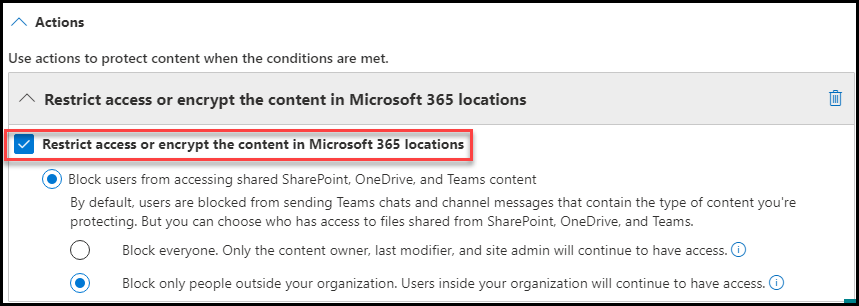 Actions
Use actions to protect content when the conditions are met.
Restrict access or encrypt the content in Microsoft 365 locations
Restrict access or encrypt the content in Microsoft 365 locations
Block users from accessing shared SharePoint, OneDrive, and Teams content
By default, users are blocked from sending Teams chats and channel messages that contain the type of content you're
protecting. But you can choose who has access to files shared from SharePoint, OneDrive, and Teams.
Block everyone. Only the content owner, last modifier, and site admin will continue to have access.
Block only people outside your organization. Users inside your organization will continue to have access.